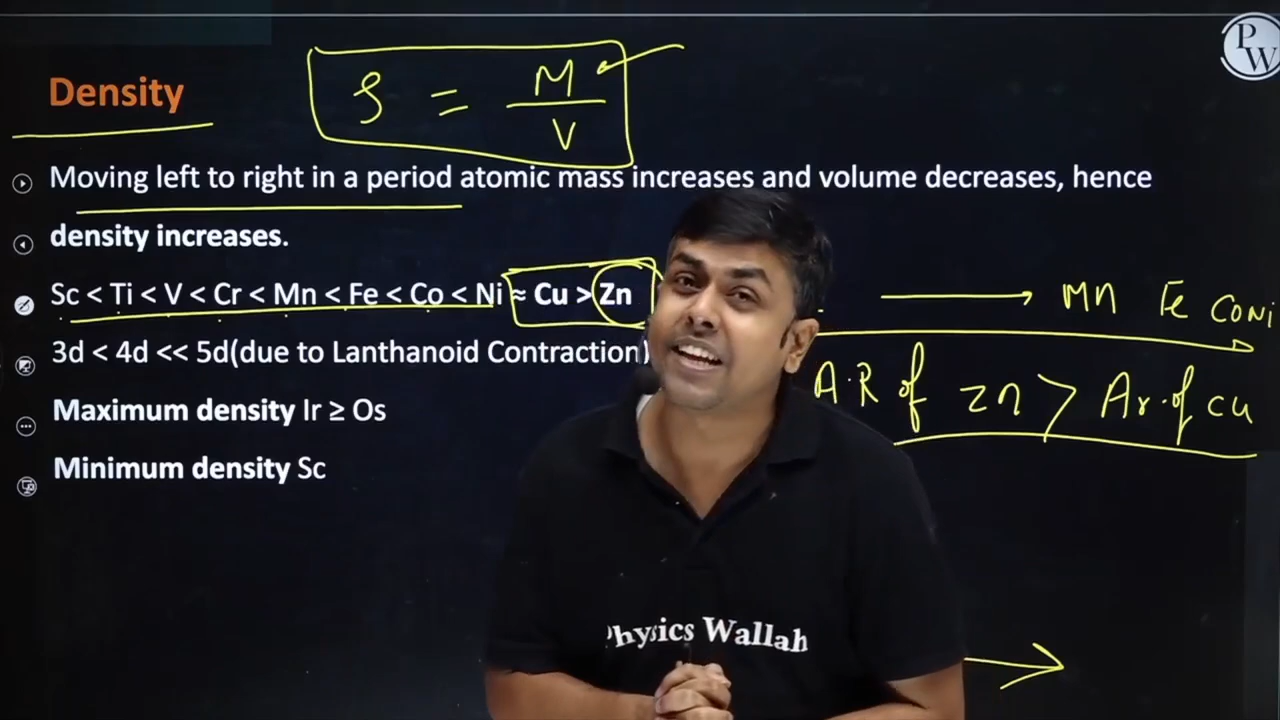 PW
Density
ρ = M / V
Moving left to right in a period atomic mass increases and volume decreases, hence
density increases.
Sc < Ti < V < Cr < Mn < Fe < Co < Ni ≈ Cu > Zn
Mn Fe CoNi
3d < 4d << 5d(due to Lanthanoid Contraction)
A.R of Zn > Ar. of Cu
Maximum density Ir ≥ Os
Minimum density Sc
Physics Wallah